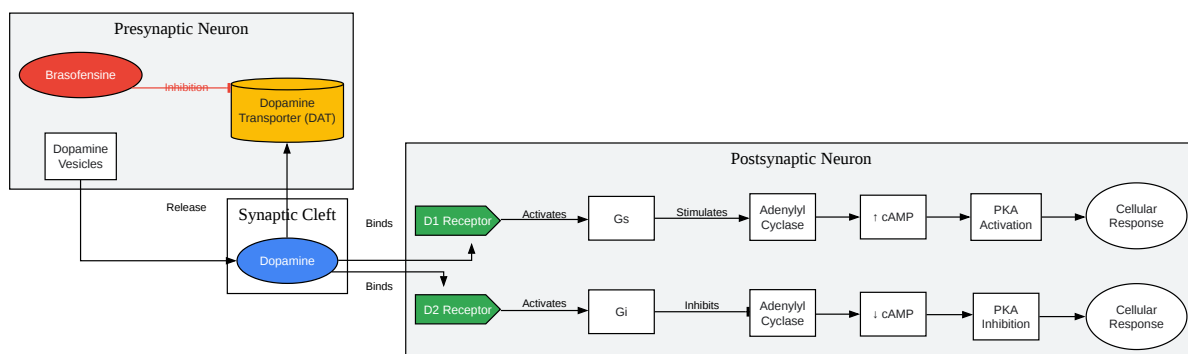 Presynaptic Neuron
Brasofensine
Inhibition
Dopamine
Transporter (DAT)
Dopamine
Vesicles
Release
Synaptic Cleft
Dopamine
Binds
Binds
Postsynaptic Neuron
D1 Receptor
Activates
Gs
Stimulates
Adenylyl
Cyclase
↑ cAMP
PKA
Activation
Cellular
Response
D2 Receptor
Activates
Gi
Inhibits
Adenylyl
Cyclase
↓ cAMP
PKA
Inhibition
Cellular
Response